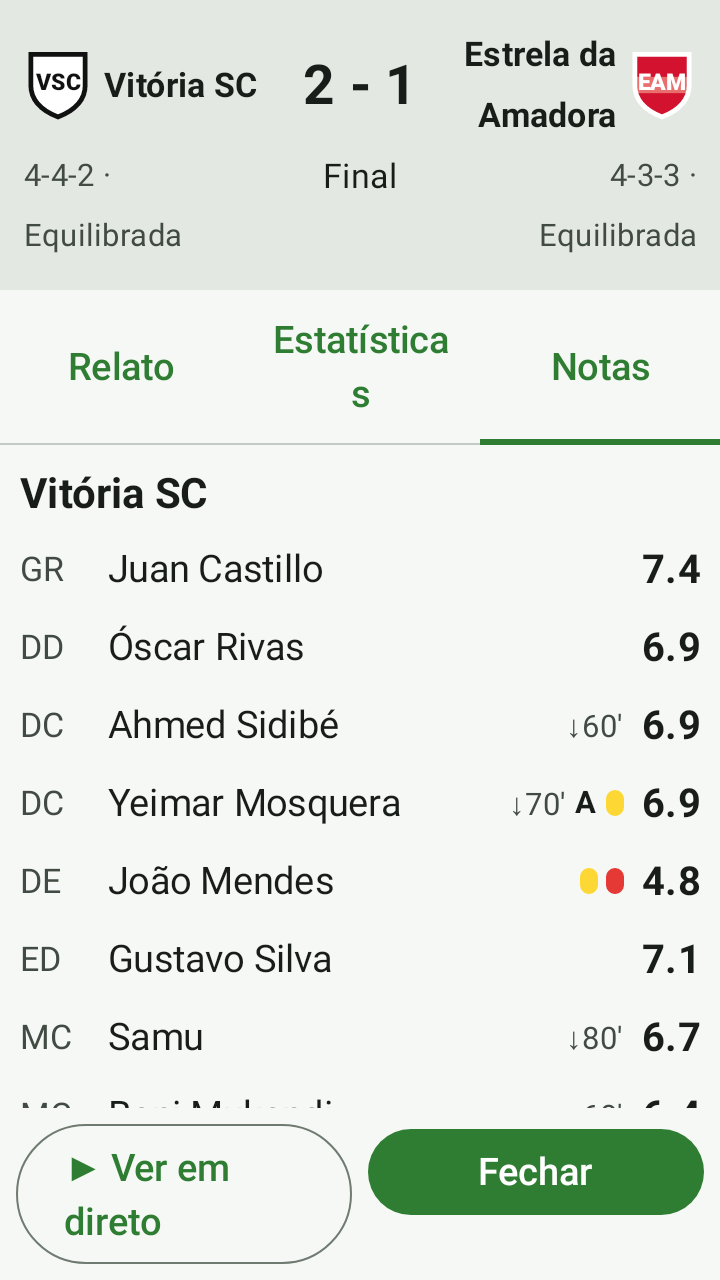 VSC Vitória SC 2 - 1 Estrela da
Amadora EAM
4-4-2 · Final 4-3-3 ·
Equilibrada Equilibrada
Relato Estatística
s Notas
Vitória SC
GR Juan Castillo 7.4
DD Óscar Rivas 6.9
DC Ahmed Sidibé ↓60' 6.9
DC Yeimar Mosquera ↓70' A 6.9
DE João Mendes 4.8
ED Gustavo Silva 7.1
MC Samu ↓80' 6.7
► Ver em
direto
Fechar